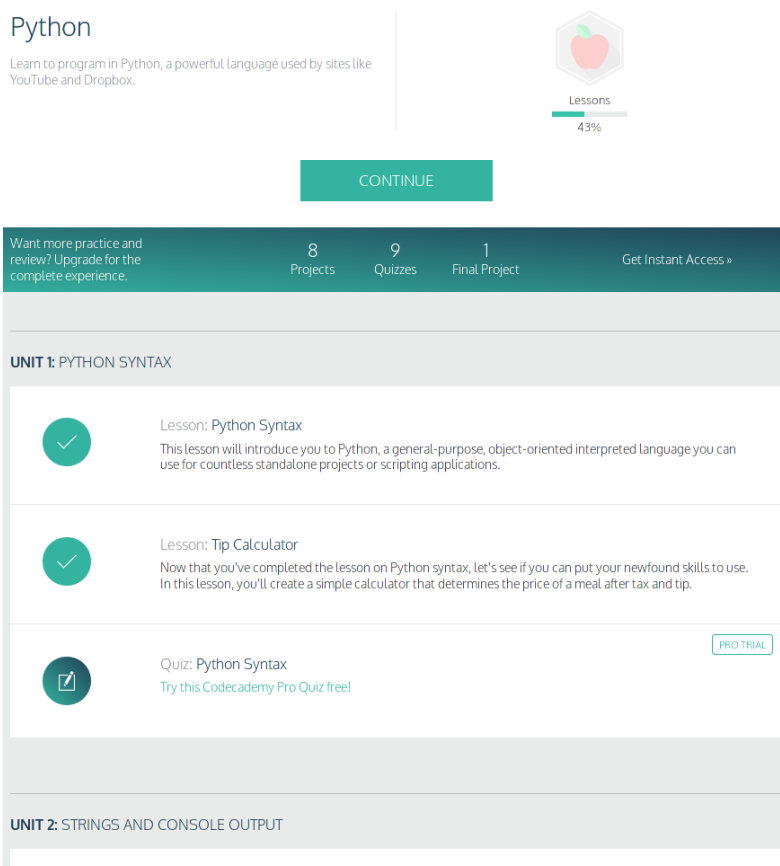 Python
Learn to program in Python, a powerful language used by sites like
YouTube and Dropbox.
Lessons
43%
CONTINUE
Want more practice and
review? Upgrade for the
complete experience.
8
Projects
9
Quizzes
1
Final Project
Get Instant Access »
UNIT 1: PYTHON SYNTAX
Lesson: Python Syntax
This lesson will introduce you to Python, a general-purpose, object-oriented interpreted language you can
use for countless standalone projects or scripting applications.
Lesson: Tip Calculator
Now that you've completed the lesson on Python syntax, let's see if you can put your newfound skills to use.
In this lesson, you'll create a simple calculator that determines the price of a meal after tax and tip.
PRO TRIAL
Quiz: Python Syntax
Try this Codecademy Pro Quiz free!
UNIT 2: STRINGS AND CONSOLE OUTPUT